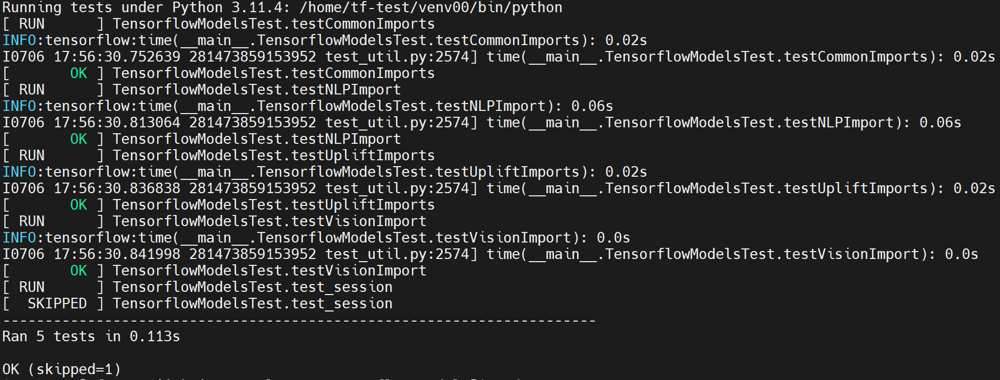 Running tests under Python 3.11.4: /home/tf-test/venv00/bin/python
[ RUN      ] TensorflowModelsTest.testCommonImports
INFO:tensorflow:time(__main__.TensorflowModelsTest.testCommonImports): 0.02s
I0706 17:56:30.752639 281473859153952 test_util.py:2574] time(__main__.TensorflowModelsTest.testCommonImports): 0.02s
[       OK ] TensorflowModelsTest.testCommonImports
[ RUN      ] TensorflowModelsTest.testNLPImport
INFO:tensorflow:time(__main__.TensorflowModelsTest.testNLPImport): 0.06s
I0706 17:56:30.813064 281473859153952 test_util.py:2574] time(__main__.TensorflowModelsTest.testNLPImport): 0.06s
[       OK ] TensorflowModelsTest.testNLPImport
[ RUN      ] TensorflowModelsTest.testUpliftImports
INFO:tensorflow:time(__main__.TensorflowModelsTest.testUpliftImports): 0.02s
I0706 17:56:30.836838 281473859153952 test_util.py:2574] time(__main__.TensorflowModelsTest.testUpliftImports): 0.02s
[       OK ] TensorflowModelsTest.testUpliftImports
[ RUN      ] TensorflowModelsTest.testVisionImport
INFO:tensorflow:time(__main__.TensorflowModelsTest.testVisionImport): 0.0s
I0706 17:56:30.841998 281473859153952 test_util.py:2574] time(__main__.TensorflowModelsTest.testVisionImport): 0.0s
[       OK ] TensorflowModelsTest.testVisionImport
[ RUN      ] TensorflowModelsTest.test_session
[  SKIPPED ] TensorflowModelsTest.test_session
----------------------------------------------------------------------
Ran 5 tests in 0.113s

OK (skipped=1)